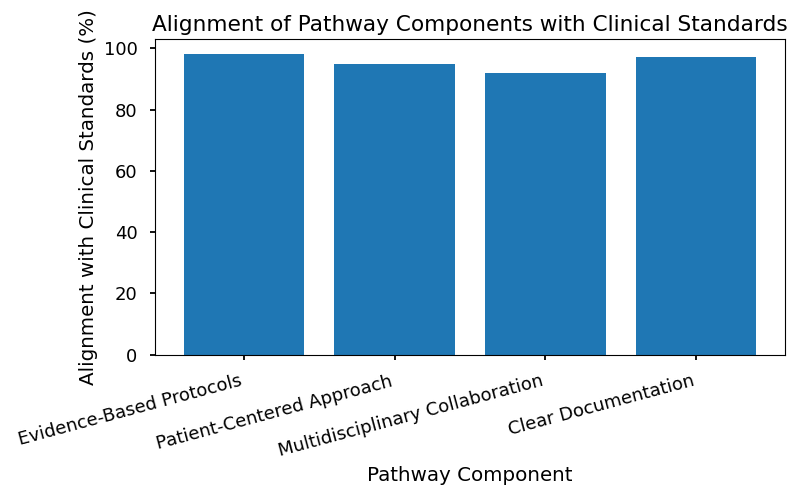 Alignment of Pathway Components with Clinical Standards
Alignment with Clinical Standards (%)
100
80
60
40
20
0
Evidence-Based Protocols
Patient-Centered Approach
Multidisciplinary Collaboration
Clear Documentation
Pathway Component